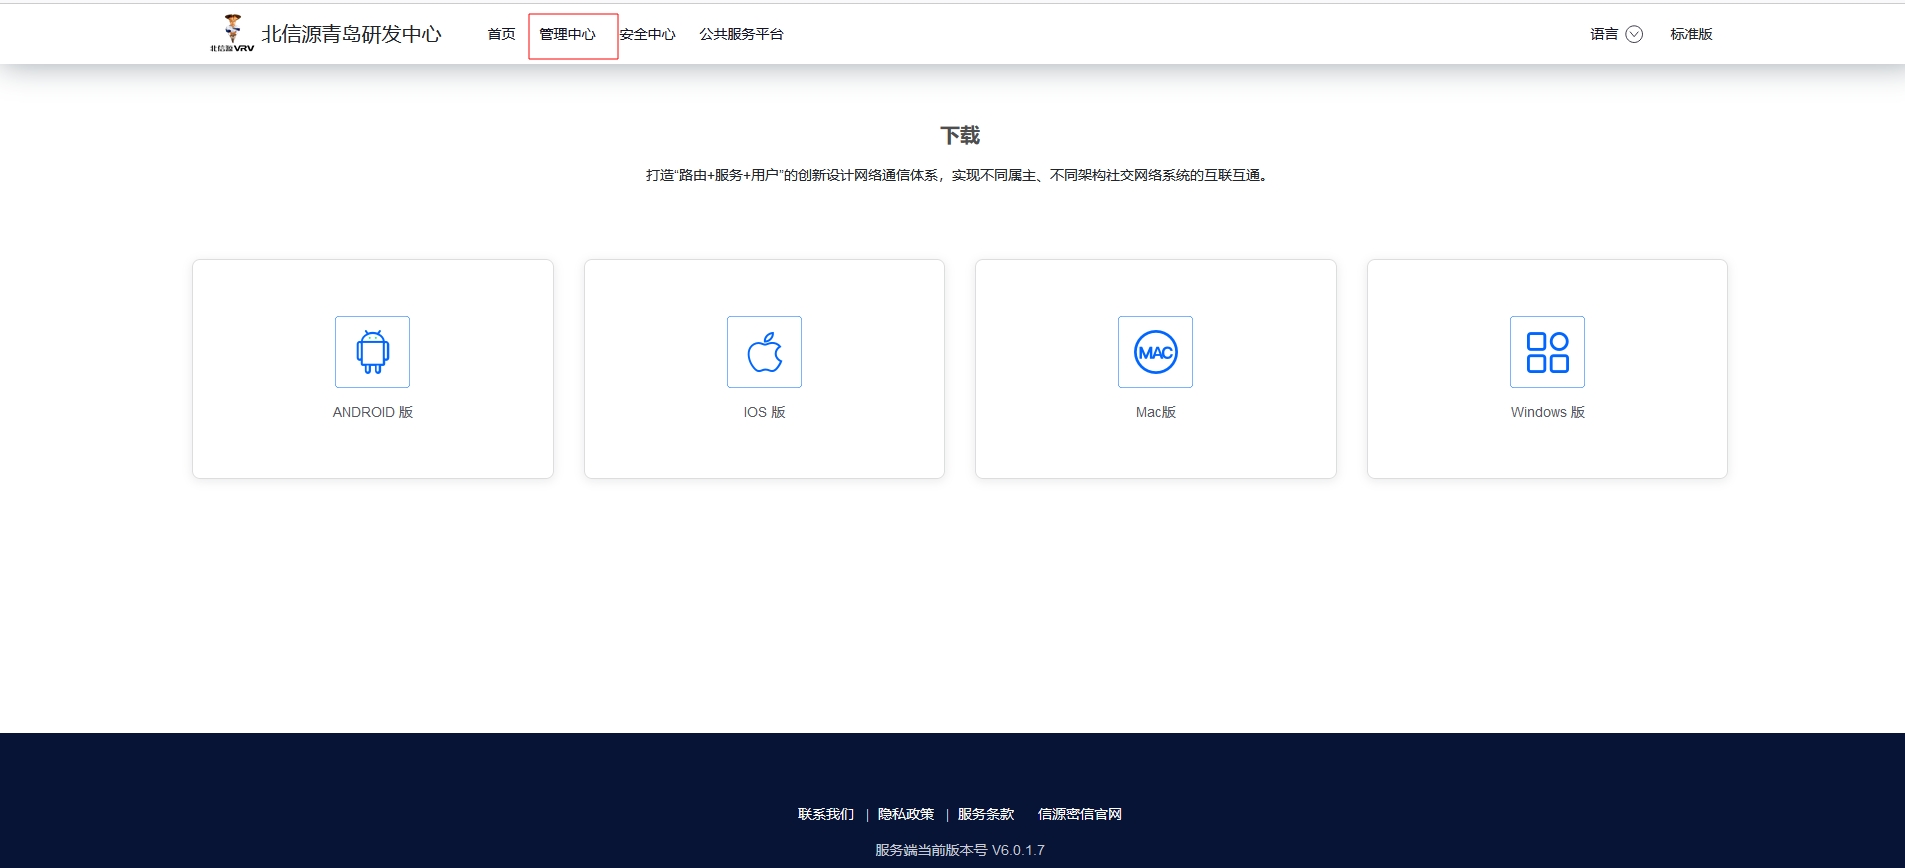 北信源VRV 北信源青岛研发中心 首页 管理中心 安全中心 公共服务平台 语言 标准版
下载
打造“路由+服务+用户”的创新设计网络通信体系，实现不同属主、不同架构社交网络系统的互联互通。
MAC
ANDROID 版 IOS 版 Mac版 Windows 版
联系我们 | 隐私政策 | 服务条款 信源密信官网
服务端当前版本号 V6.0.1.7